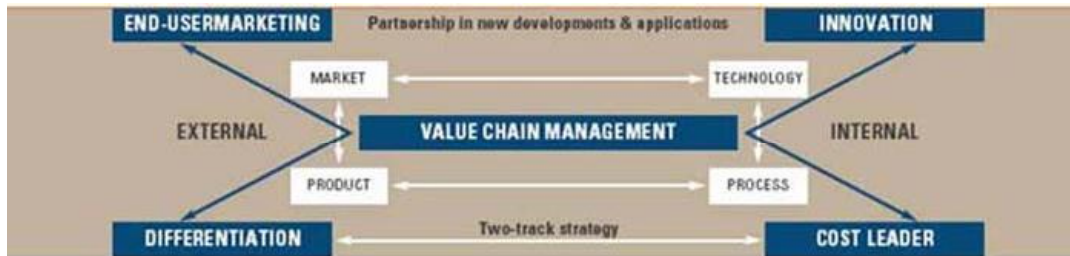 END-USERMARKETING
Partnership in new developments & applications
INNOVATION
MARKET
TECHNOLOGY
EXTERNAL
VALUE CHAIN MANAGEMENT
INTERNAL
PRODUCT
PROCESS
DIFFERENTIATION
Two-track strategy
COST LEADER